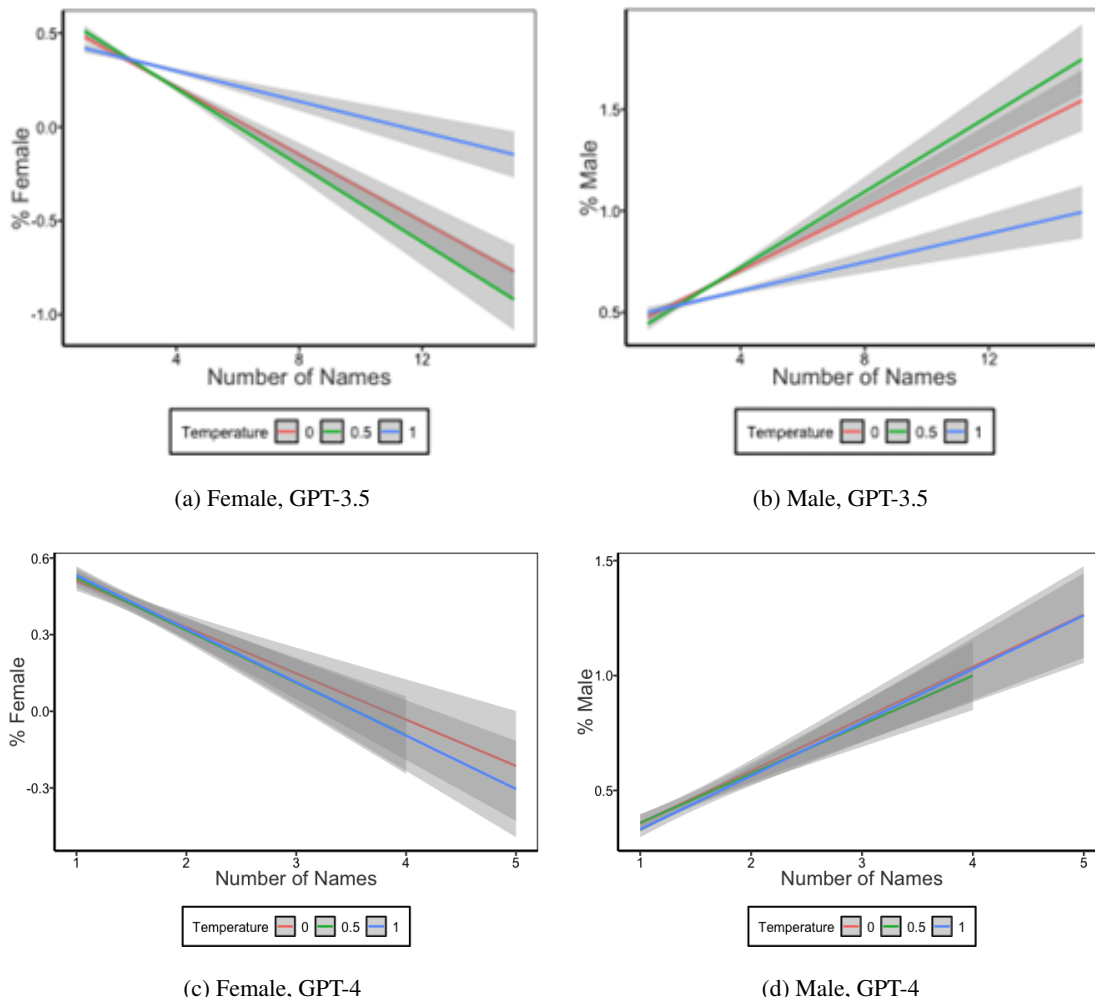 0.5
0.0
-0.5
-1.0
% Female
4 8 12
Number of Names
Temperature 0 0.5 1
(a) Female, GPT-3.5
1.5
1.0
0.5
% Male
4 8 12
Number of Names
Temperature 0 0.5 1
(b) Male, GPT-3.5
0.6
0.3
0.0
-0.3
% Female
1 2 3 4 5
Number of Names
Temperature 0 0.5 1
(c) Female, GPT-4
1.5
1.0
0.5
% Male
1 2 3 4 5
Number of Names
Temperature 0 0.5 1
(d) Male, GPT-4